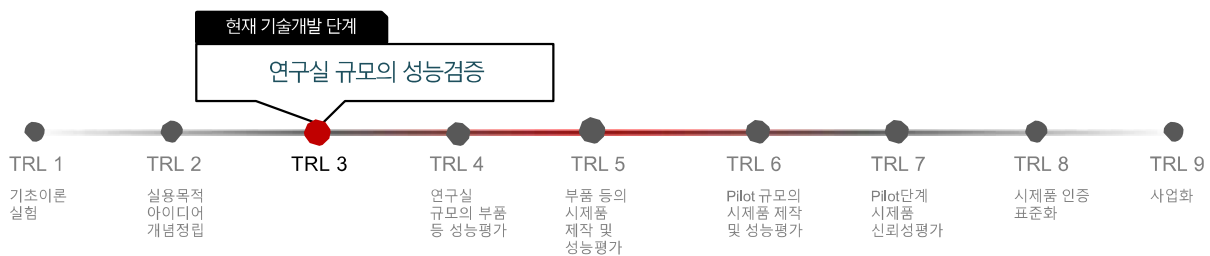 현재 기술개발 단계
연구실 규모의 성능검증
TRL 1
기초이론
실험
TRL 2
실용목적
아이디어
개념정립
TRL 3
TRL 4
연구실
규모의 부품
등 성능평가
TRL 5
부품 등의
시제품
제작 및
성능평가
TRL 6
Pilot 규모의
시제품 제작
및 성능평가
TRL 7
Pilot단계
시제품
신뢰성평가
TRL 8
시제품 인증
표준화
TRL 9
사업화